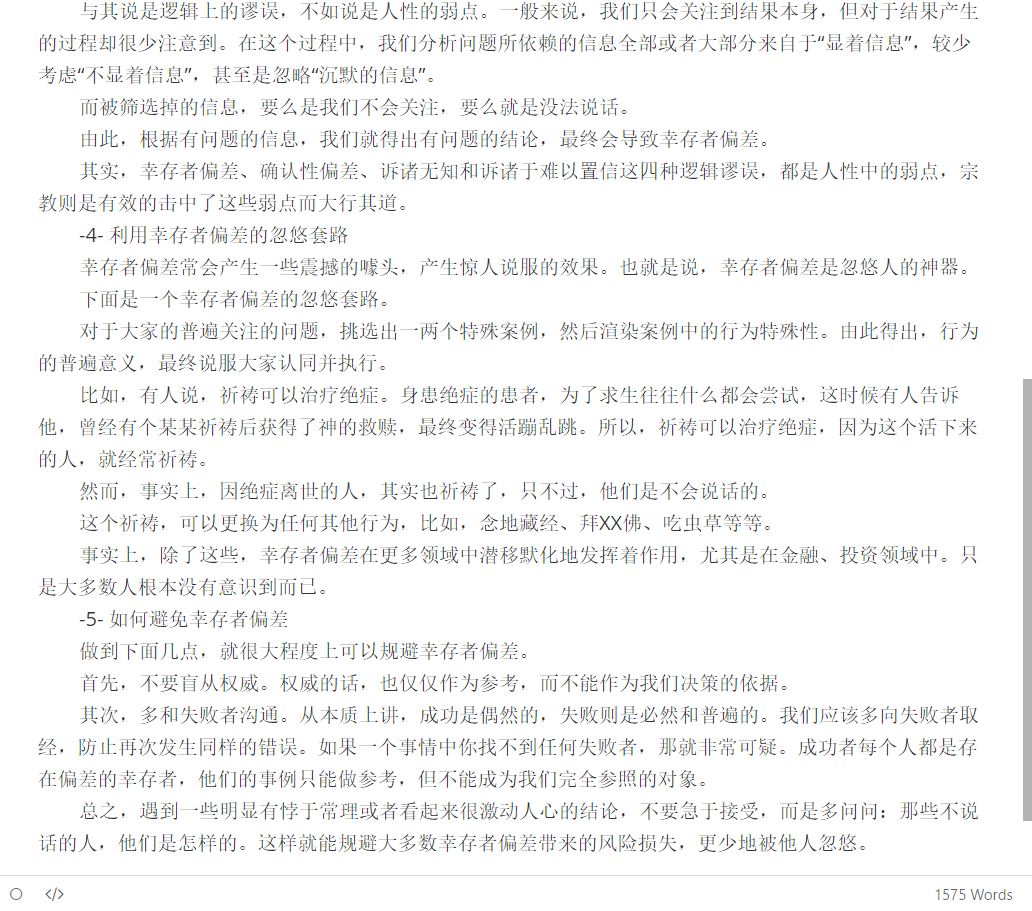 与其说是逻辑上的谬误，不如说是人性的弱点。一般来说，我们只会关注到结果本身，但对于结果产生
的过程却很少注意到。在这个过程中，我们分析问题所依赖的信息全部或者大部分来自于“显着信息”，较少
考虑“不显着信息”，甚至是忽略“沉默的信息”。
而被筛选掉的信息，要么是我们不会关注，要么就是没法说话。
由此，根据有问题的信息，我们就得出有问题的结论，最终会导致幸存者偏差。
其实，幸存者偏差、确认性偏差、诉诸无知和诉诸于难以置信这四种逻辑谬误，都是人性中的弱点，宗
教则是有效的击中了这些弱点而大行其道。
-4- 利用幸存者偏差的忽悠套路
幸存者偏差常会产生一些震撼的噱头，产生惊人说服的效果。也就是说，幸存者偏差是忽悠人的神器。
下面是一个幸存者偏差的忽悠套路。
对于大家的普遍关注的问题，挑选出一两个特殊案例，然后渲染案例中的行为特殊性。由此得出，行为
的普遍意义，最终说服大家认同并执行。
比如，有人说，祈祷可以治疗绝症。身患绝症的患者，为了求生往往什么都会尝试，这时候有人告诉
他，曾经有个某某祈祷后获得了神的救赎，最终变得活蹦乱跳。所以，祈祷可以治疗绝症，因为这个活下来
的人，就经常祈祷。
然而，事实上，因绝症离世的人，其实也祈祷了，只不过，他们是不会说话的。
这个祈祷，可以更换为任何其他行为，比如，念地藏经、拜XX佛、吃虫草等等。
事实上，除了这些，幸存者偏差在更多领域中潜移默化地发挥着作用，尤其是在金融、投资领域中。只
是大多数人根本没有意识到而已。
-5- 如何避免幸存者偏差
做到下面几点，就很大程度上可以规避幸存者偏差。
首先，不要盲从权威。权威的话，也仅仅作为参考，而不能作为我们决策的依据。
其次，多和失败者沟通。从本质上讲，成功是偶然的，失败则是必然和普遍的。我们应该多向失败者取
经，防止再次发生同样的错误。如果一个事情中你找不到任何失败者，那就非常可疑。成功者每个人都是存
在偏差的幸存者，他们的事例只能做参考，但不能成为我们完全参照的对象。
总之，遇到一些明显有悖于常理或者看起来很激动人心的结论，不要急于接受，而是多问问：那些不说
话的人，他们是怎样的。这样就能规避大多数幸存者偏差带来的风险损失，更少地被他人忽悠。
</> 1575 Words